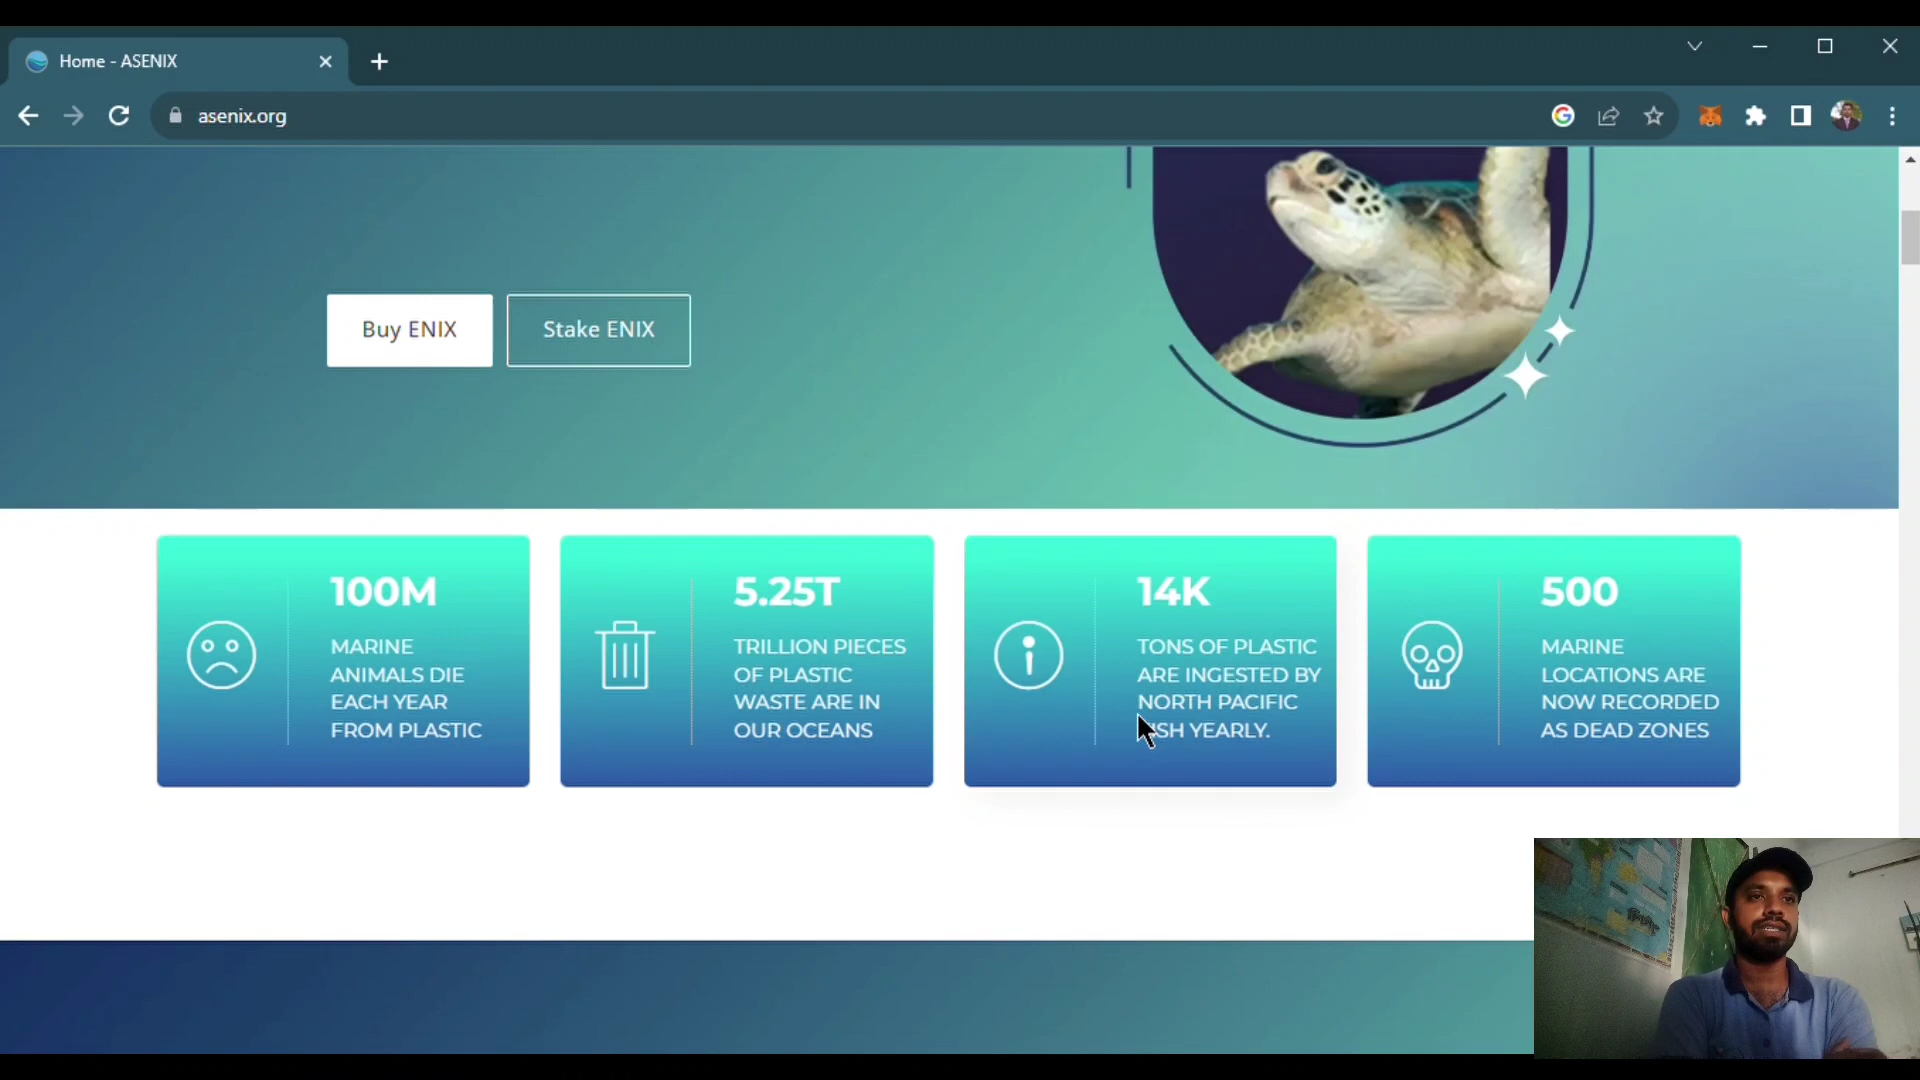 Home - ASENIX
asenix.org
Buy ENIX
Stake ENIX
100M
MARINE
ANIMALS DIE
EACH YEAR
FROM PLASTIC
5.25T
TRILLION PIECES
OF PLASTIC
WASTE ARE IN
OUR OCEANS
14K
TONS OF PLASTIC
ARE INGESTED BY
NORTH PACIFIC
FISH YEARLY.
500
MARINE
LOCATIONS ARE
NOW RECORDED
AS DEAD ZONES